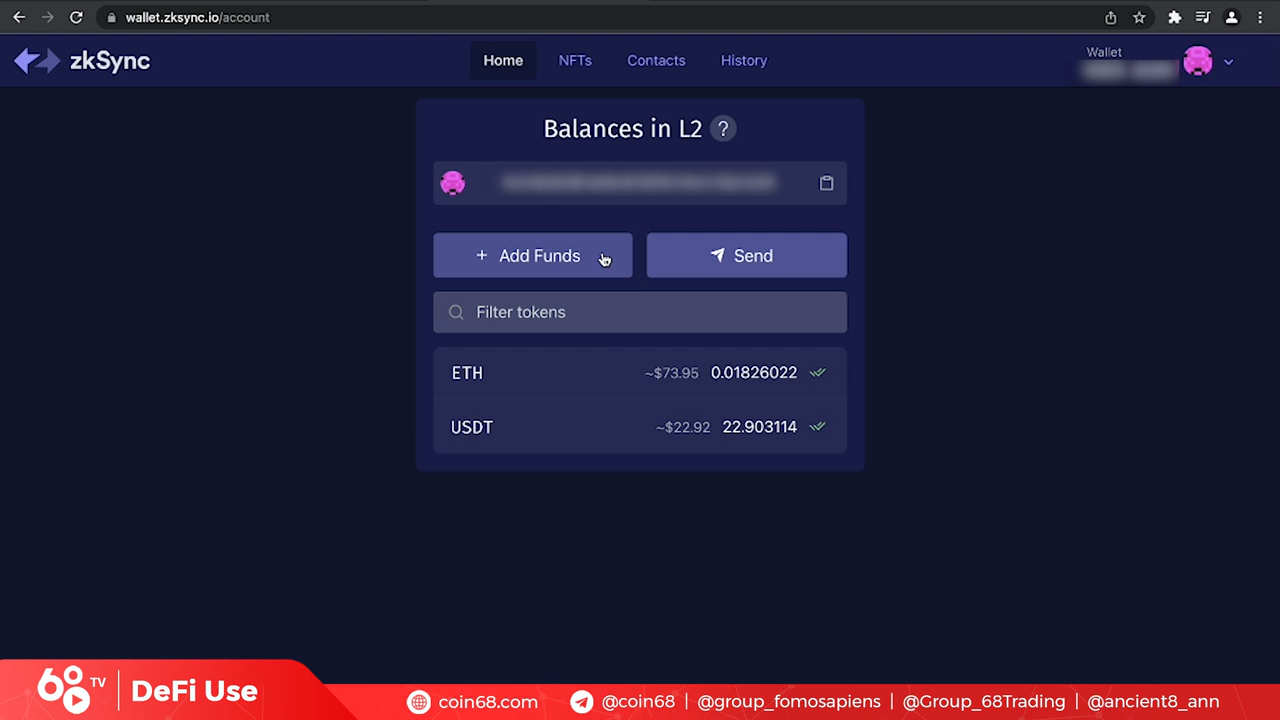 wallet.zksync.io/account
zkSync
Home
NFTs
Contacts
History
Wallet
Balances in L2 ?
+ Add Funds
Send
Filter tokens
ETH ~$73.95 0.01826022
USDT ~$22.92 22.903114
68 TV | DeFi Use
coin68.com @coin68 | @group_fomosapiens | @Group_68Trading | @ancient8_ann